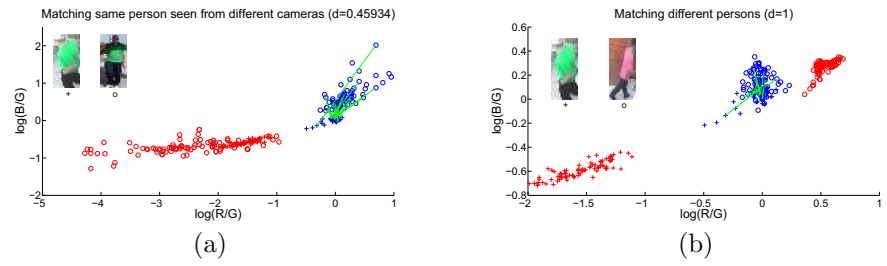 Matching same person seen from different cameras (d=0.45934)
2
1
0
−1
−2
log(B/G)
−5 −4 −3 −2 −1 0 1
log(R/G)
(a)
Matching different persons (d=1)
0.6
0.4
0.2
0
−0.2
−0.4
−0.6
−0.8
log(B/G)
−2 −1.5 −1 −0.5 0 0.5 1
log(R/G)
(b)